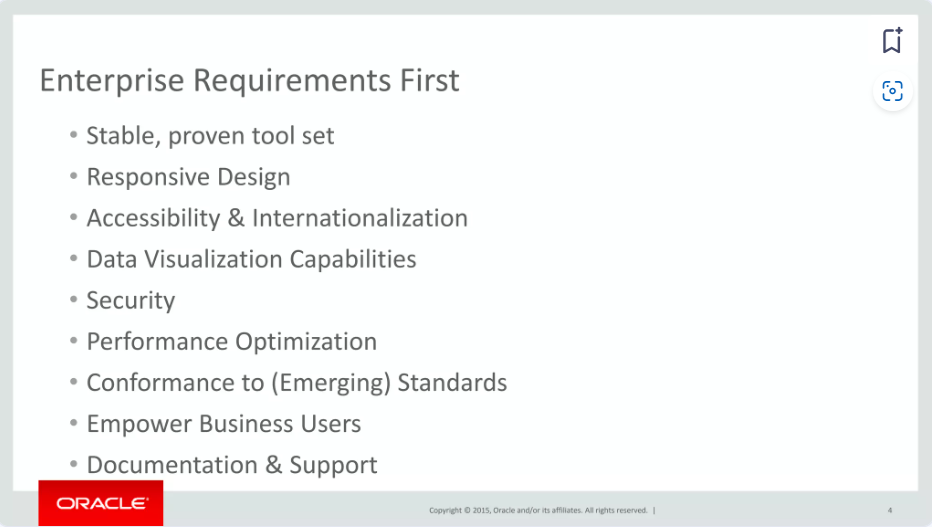 Enterprise Requirements First
• Stable, proven tool set
• Responsive Design
• Accessibility & Internationalization
• Data Visualization Capabilities
• Security
• Performance Optimization
• Conformance to (Emerging) Standards
• Empower Business Users
• Documentation & Support
ORACLE®
Copyright © 2015, Oracle and/or its affiliates. All rights reserved. |
4